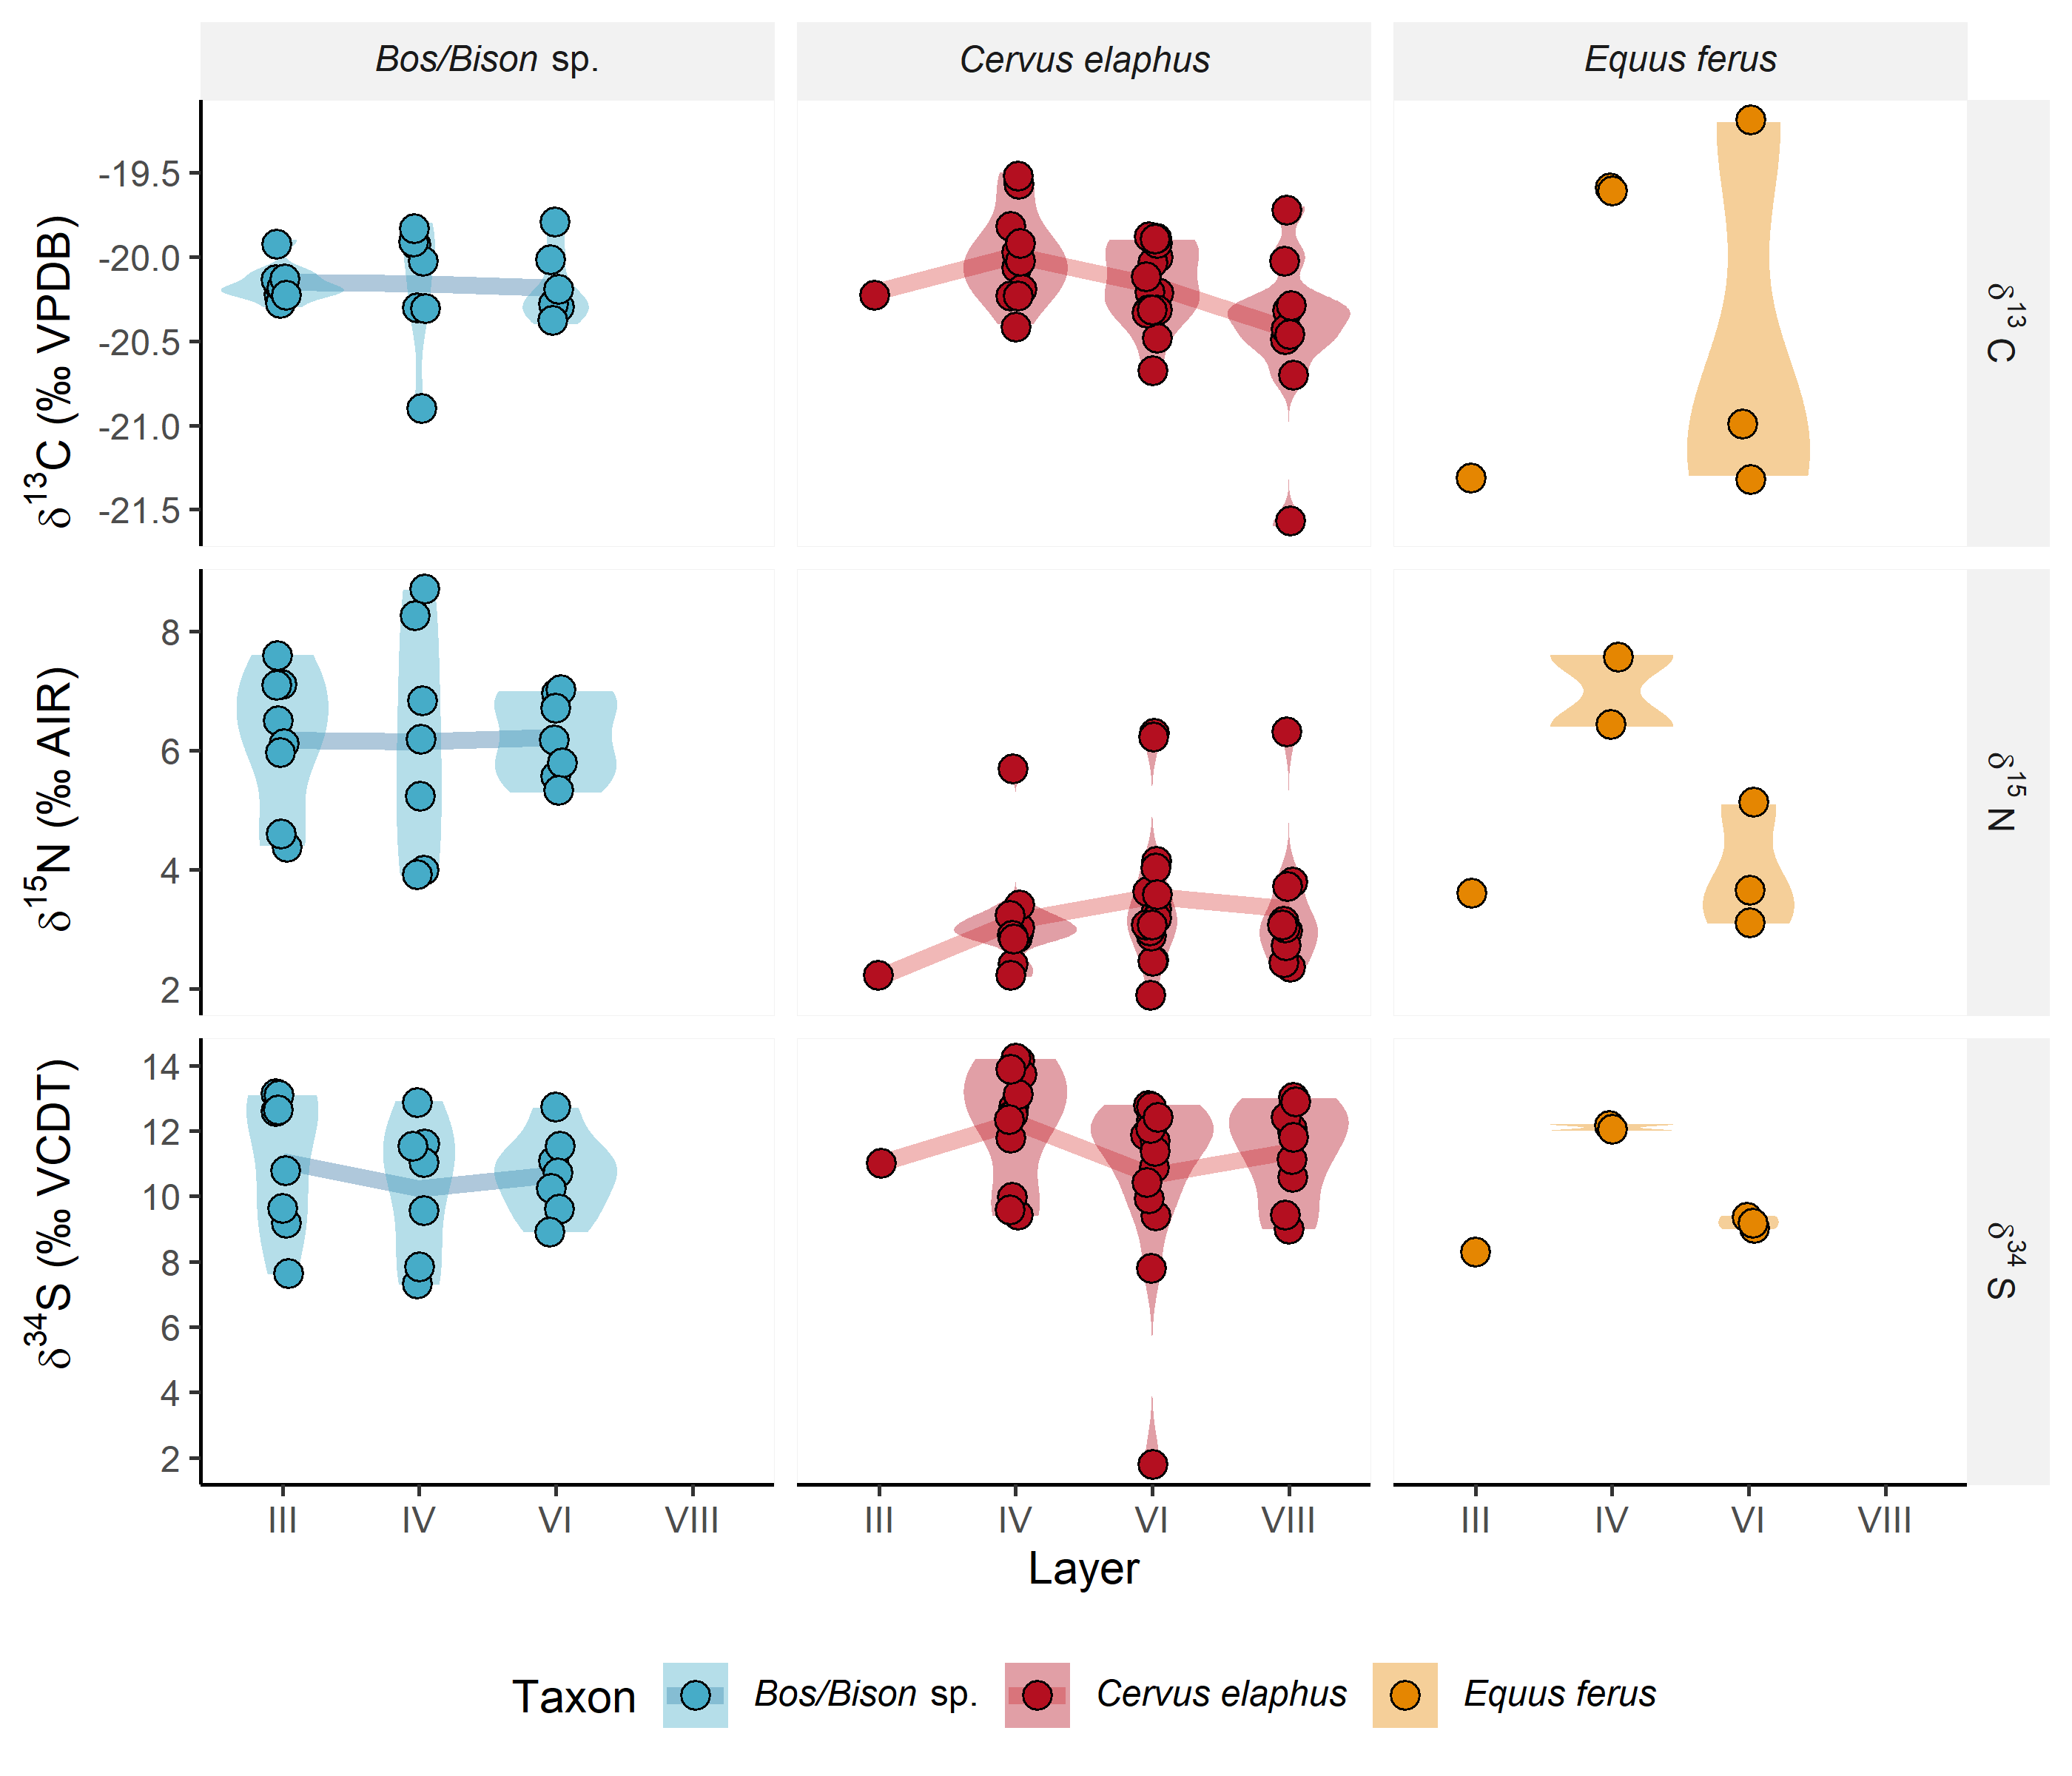 Bos/Bison sp.
Cervus elaphus
Equus ferus
δ13C (‰ VPDB)
-19.5
-20.0
-20.5
-21.0
-21.5
δ13 C
δ15N (‰ AIR)
8
6
4
2
δ15 N
δ34S (‰ VCDT)
14
12
10
8
6
4
2
δ34 S
III IV VI VIII
III IV VI VIII
III IV VI VIII
Layer
Taxon Bos/Bison sp. Cervus elaphus Equus ferus